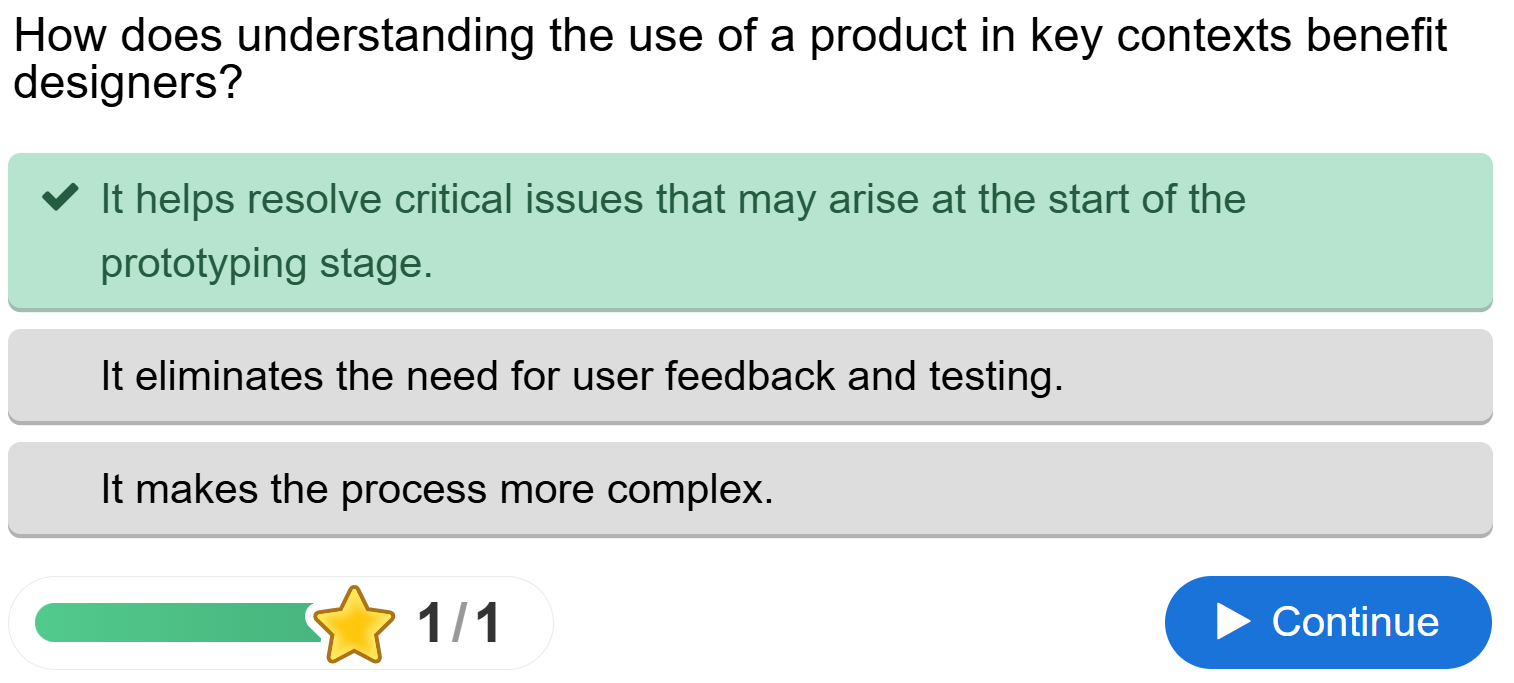 How does understanding the use of a product in key contexts benefit
designers?
It helps resolve critical issues that may arise at the start of the
prototyping stage.
It eliminates the need for user feedback and testing.
It makes the process more complex.
1/1
Continue